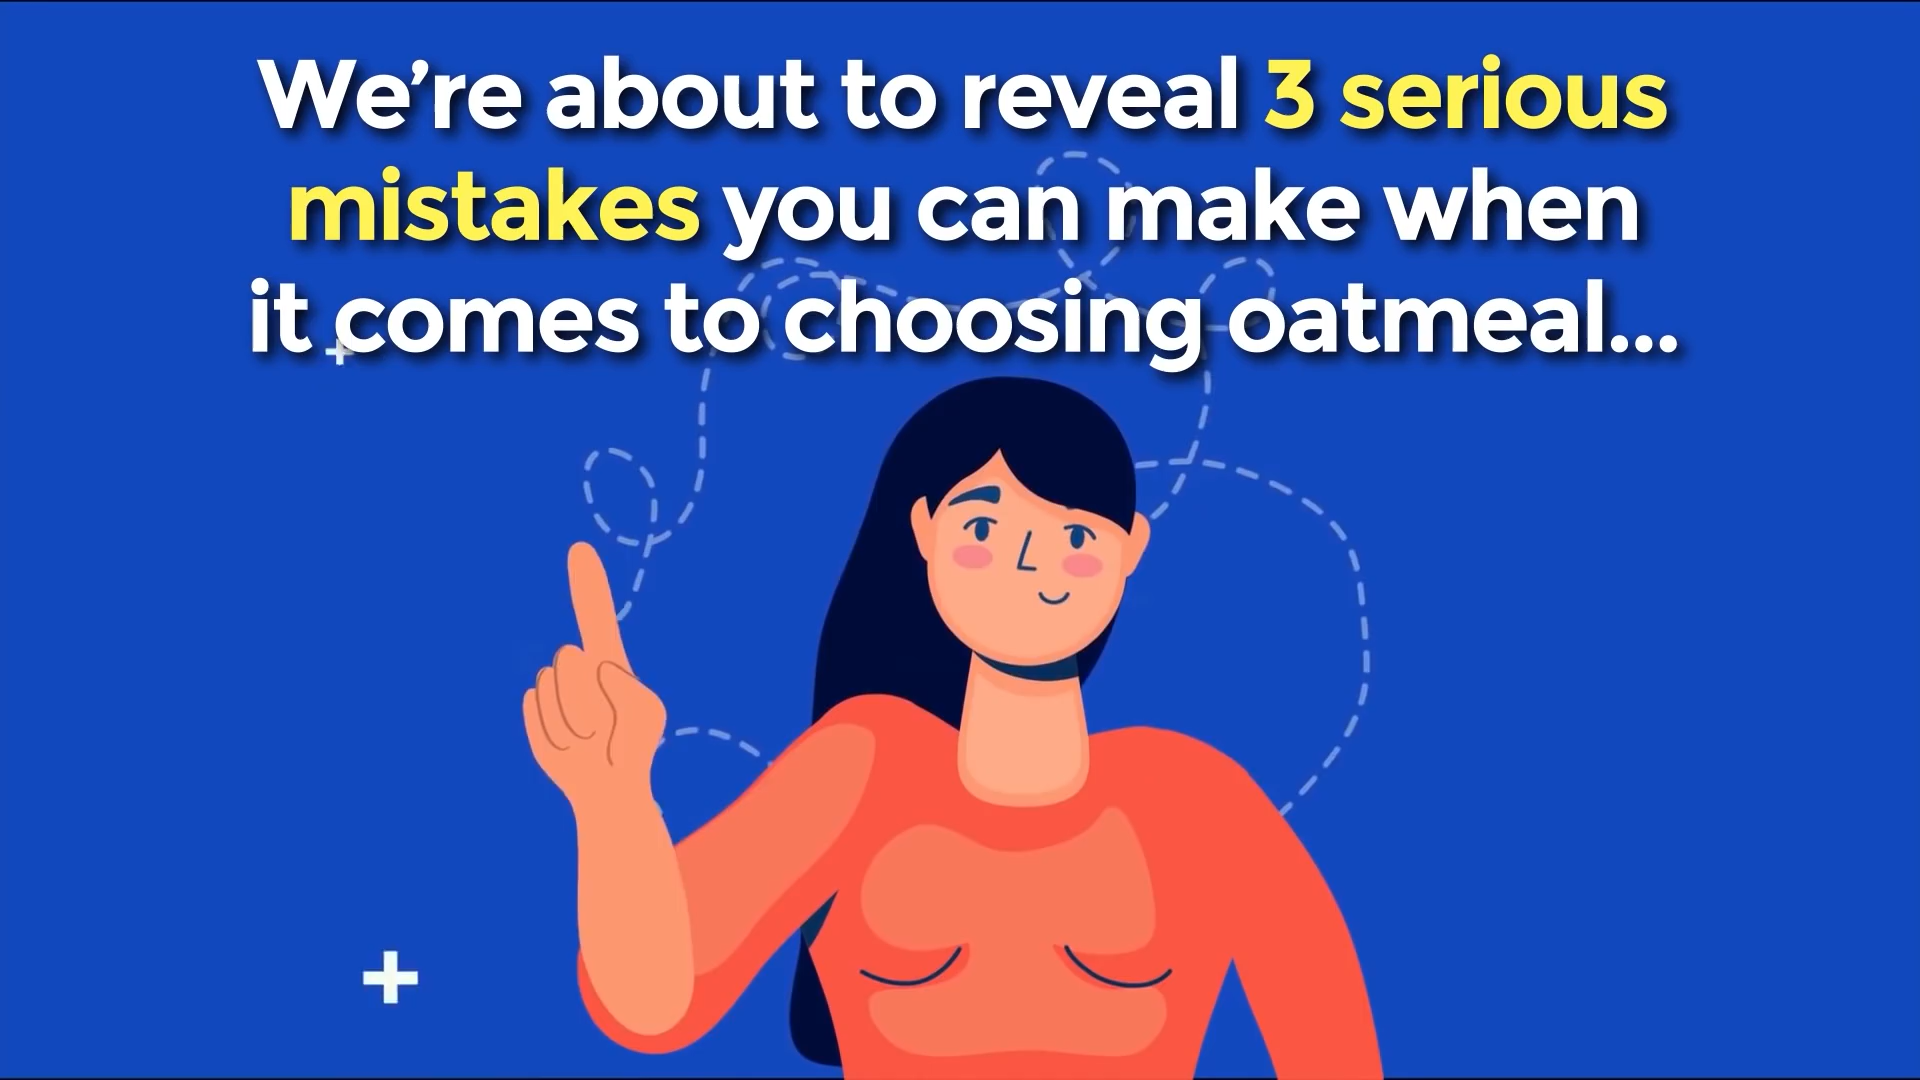 We’re about to reveal 3 serious
mistakes you can make when
it comes to choosing oatmeal...